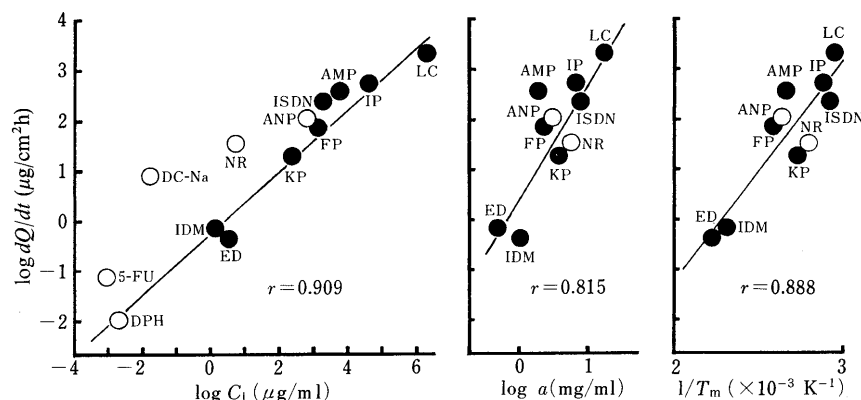 log dQ/dt (μg/cm²h)
4
3
2
1
0
−1
−2
−4
−2
0
2
4
6
log C_L (μg/ml)
LC
IP
AMP
ISDN
ANP
FP
KP
NR
DC-Na
IDM
ED
5-FU
DPH
r=0.909
LC
IP
AMP
ISDN
ANP
FP
NR
KP
ED
IDM
r=0.815
0
1
log a (mg/ml)
LC
IP
AMP
ISDN
ANP
FP
NR
KP
IDM
ED
r=0.888
2
3
1/Tₘ (×10⁻³ K⁻¹)